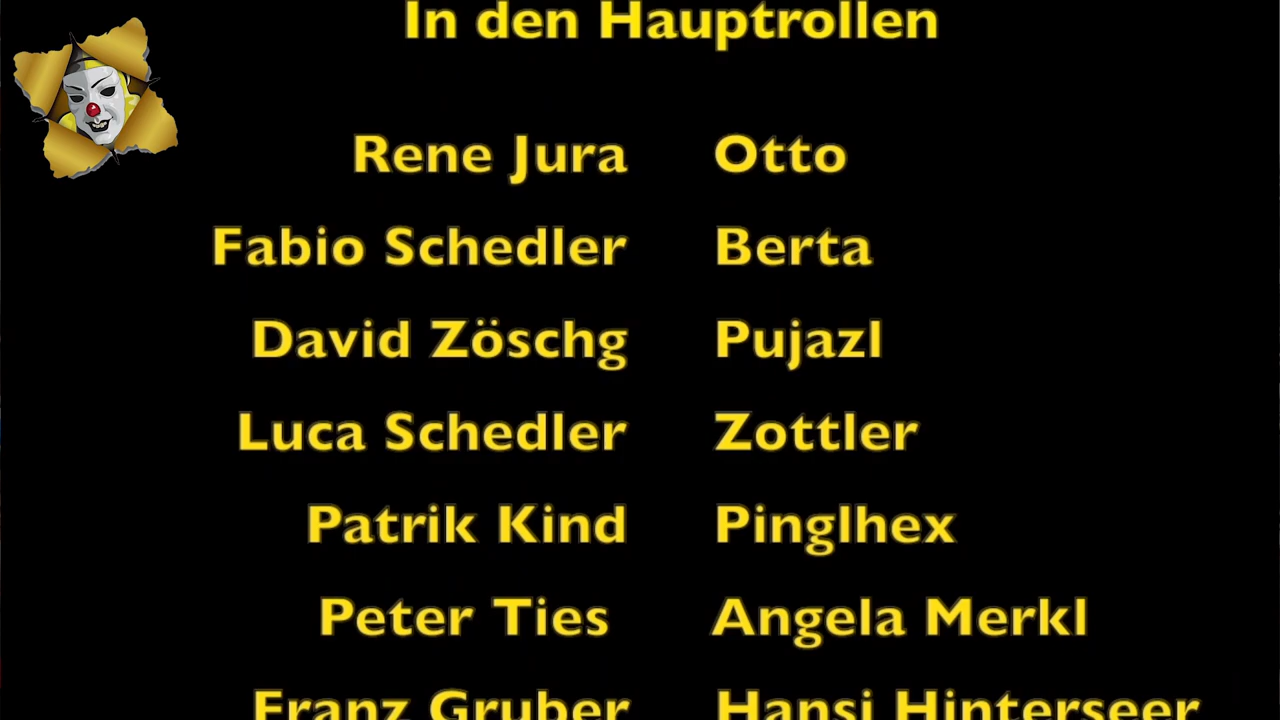 In den Hauptrollen
Rene Jura Otto
Fabio Schedler Berta
David Zöschg Pujazl
Luca Schedler Zottler
Patrik Kind Pinglhex
Peter Ties Angela Merkl
Franz Gruber Hansi Hinterseer